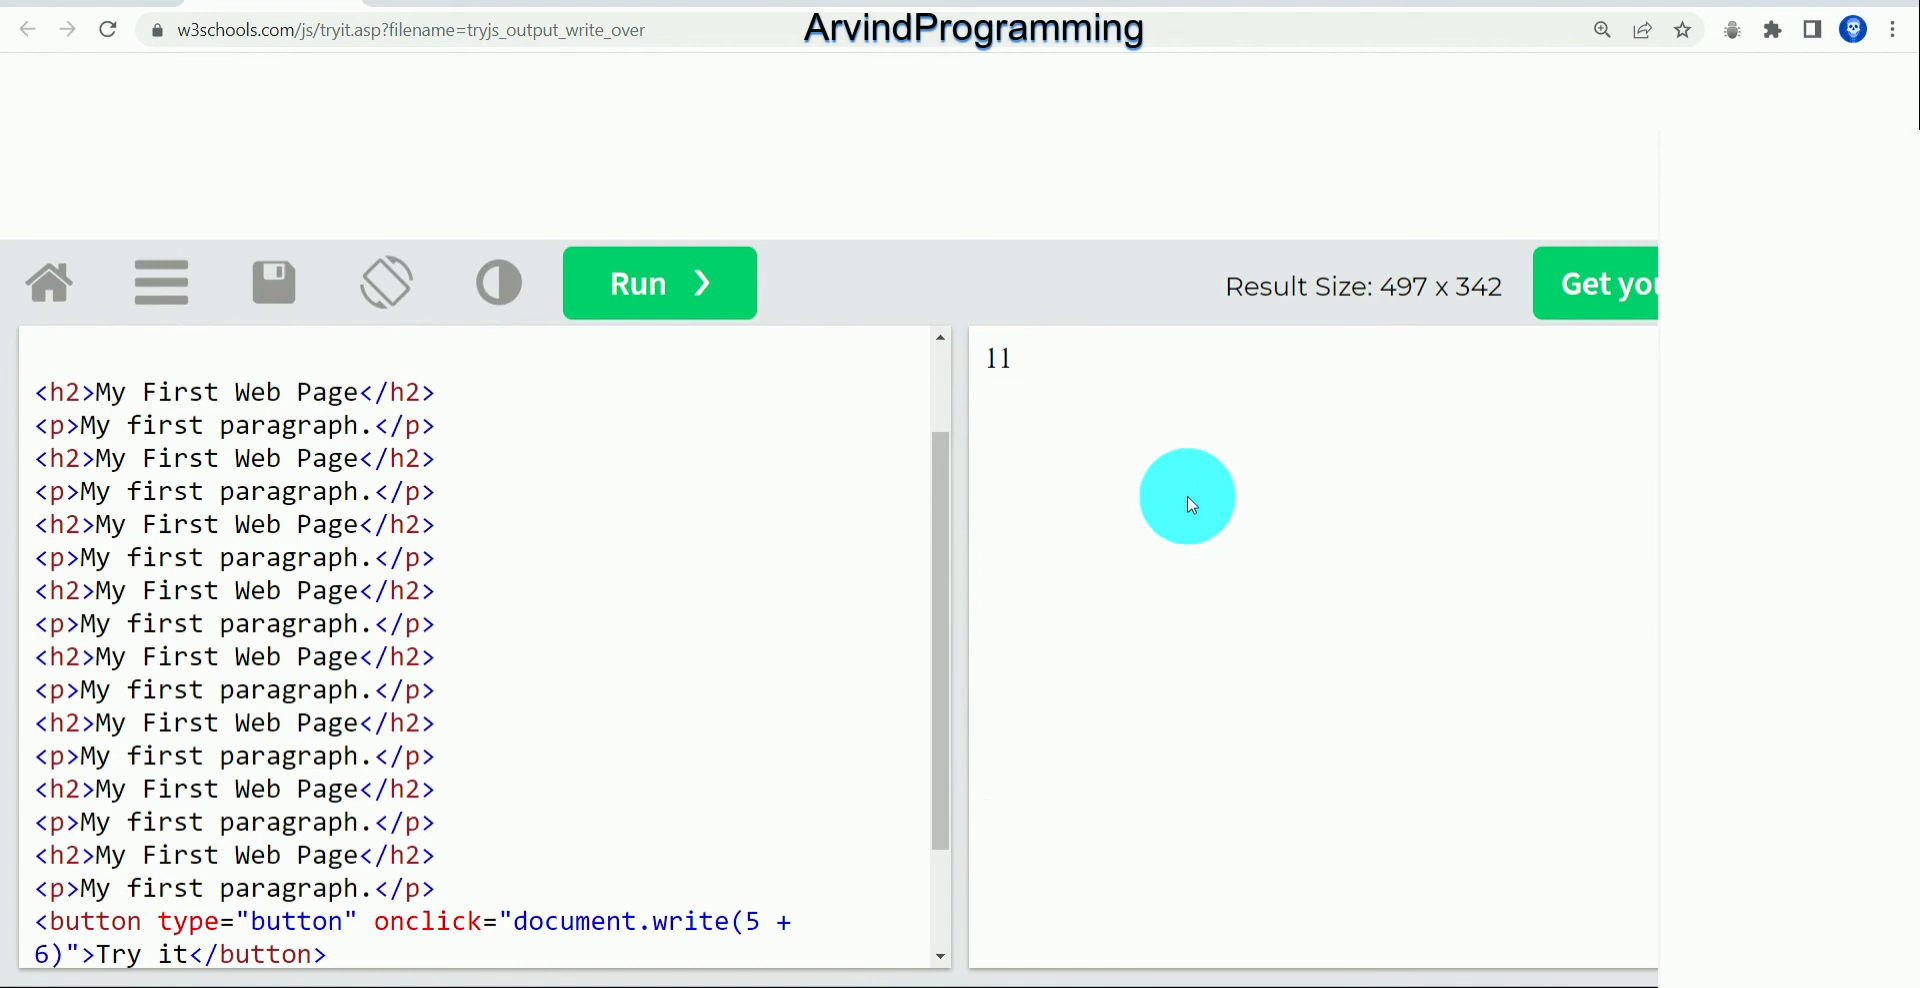 w3schools.com/js/tryit.asp?filename=tryjs_output_write_over
ArvindProgramming
Run ❯
Result Size: 497 x 342
Get you
<h2>My First Web Page</h2>
<p>My first paragraph.</p>
<h2>My First Web Page</h2>
<p>My first paragraph.</p>
<h2>My First Web Page</h2>
<p>My first paragraph.</p>
<h2>My First Web Page</h2>
<p>My first paragraph.</p>
<h2>My First Web Page</h2>
<p>My first paragraph.</p>
<h2>My First Web Page</h2>
<p>My first paragraph.</p>
<h2>My First Web Page</h2>
<p>My first paragraph.</p>
<h2>My First Web Page</h2>
<p>My first paragraph.</p>
<button type="button" onclick="document.write(5 +
6)">Try it</button>
11